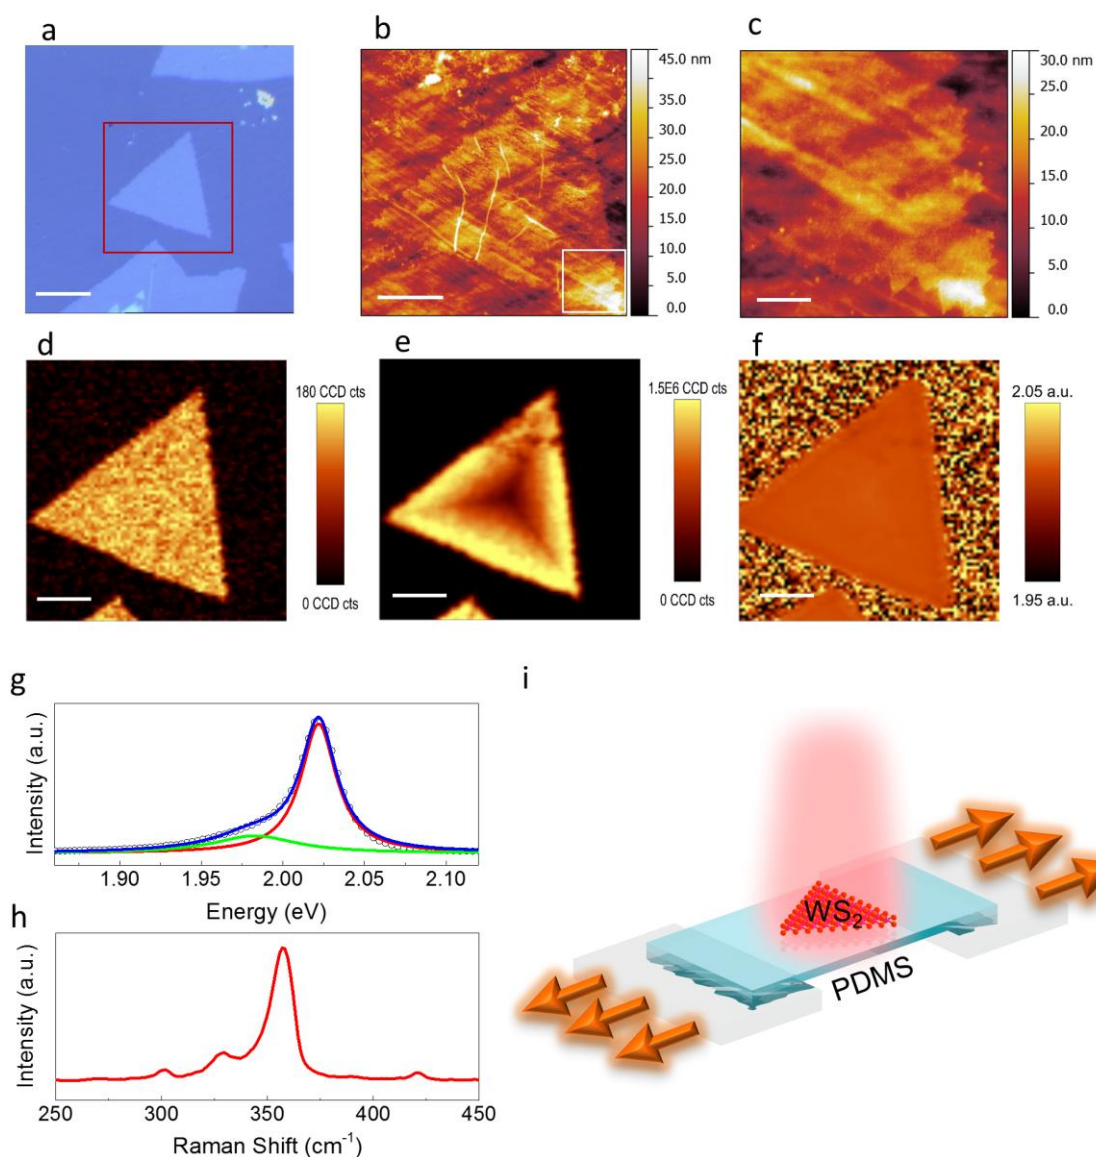 a
b
c
45.0 nm
35.0
25.0
20.0
15.0
10.0
5.0
0.0
30.0 nm
25.0
20.0
15.0
10.0
5.0
0.0
d
e
f
180 CCD cts
0 CCD cts
1.5E6 CCD cts
0 CCD cts
2.05 a.u.
1.95 a.u.
g
Intensity (a.u.)
1.90 1.95 2.00 2.05 2.10
Energy (eV)
h
Intensity (a.u.)
250 300 350 400 450
Raman Shift (cm⁻¹)
i
WS₂
PDMS